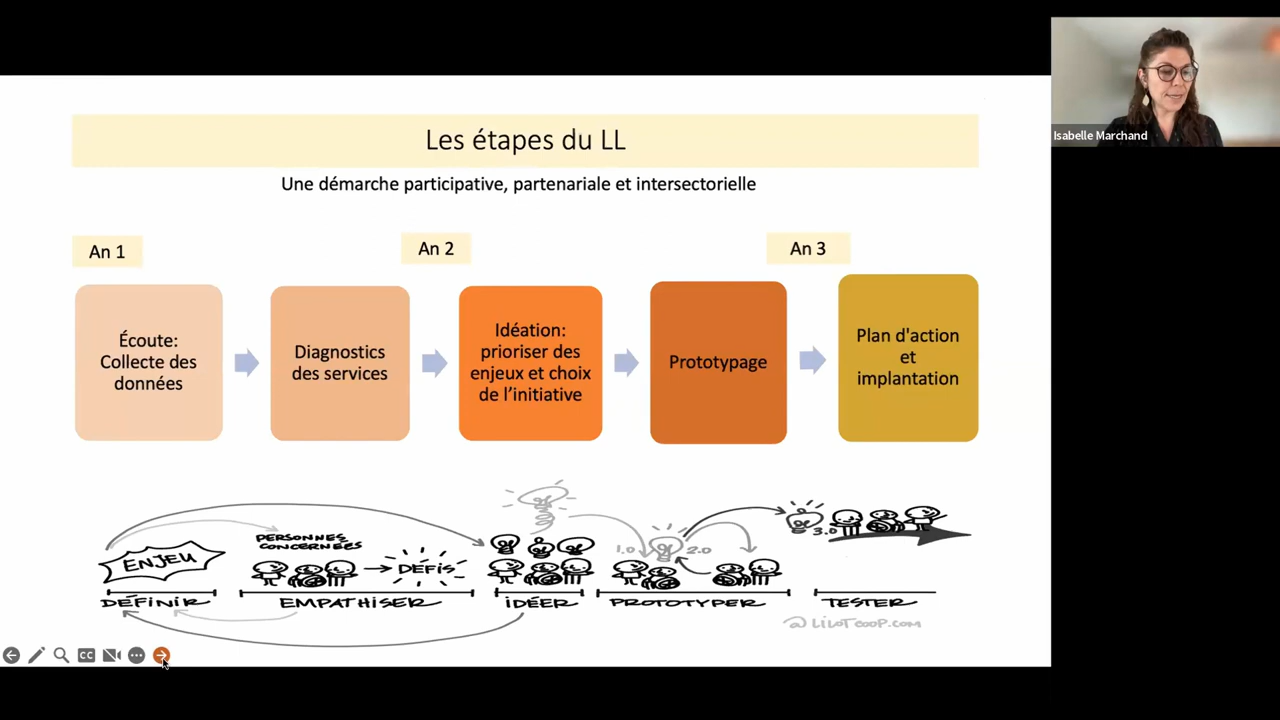 Les étapes du LL
Une démarche participative, partenariale et intersectorielle
An 1
An 2
An 3
Écoute:
Collecte des
données
Diagnostics
des services
Idéation:
prioriser des
enjeux et choix
de l'initiative
Prototypage
Plan d'action
et
implantation
ENJEU
PERSONNES
CONCERNÉES
DÉFIS
1.0
2.0
3.0
DÉFINIR
EMPATHISER
IDÉER
PROTOTYPER
TESTER
@LILOTCOOP.COM
CC
Isabelle Marchand